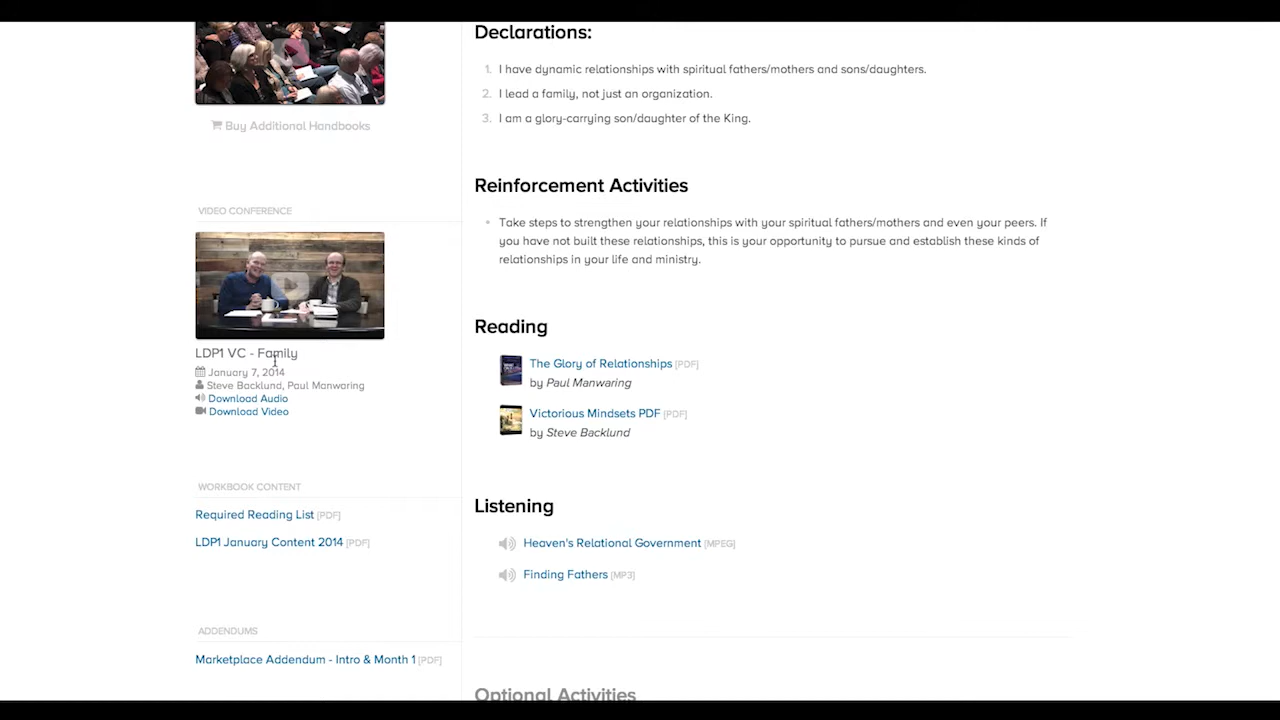 Buy Additional Handbooks
VIDEO CONFERENCE
LDP1 VC - Family
January 7, 2014
Steve Backlund, Paul Manwaring
Download Audio
Download Video
WORKBOOK CONTENT
Required Reading List [PDF]
LDP1 January Content 2014 [PDF]
ADDENDUMS
Marketplace Addendum - Intro & Month 1 [PDF]
Declarations:
1. I have dynamic relationships with spiritual fathers/mothers and sons/daughters.
2. I lead a family, not just an organization.
3. I am a glory-carrying son/daughter of the King.
Reinforcement Activities
Take steps to strengthen your relationships with your spiritual fathers/mothers and even your peers. If
you have not built these relationships, this is your opportunity to pursue and establish these kinds of
relationships in your life and ministry.
Reading
The Glory of Relationships [PDF]
by Paul Manwaring
Victorious Mindsets PDF [PDF]
by Steve Backlund
Listening
Heaven's Relational Government [MPEG]
Finding Fathers [MP3]
Optional Activities